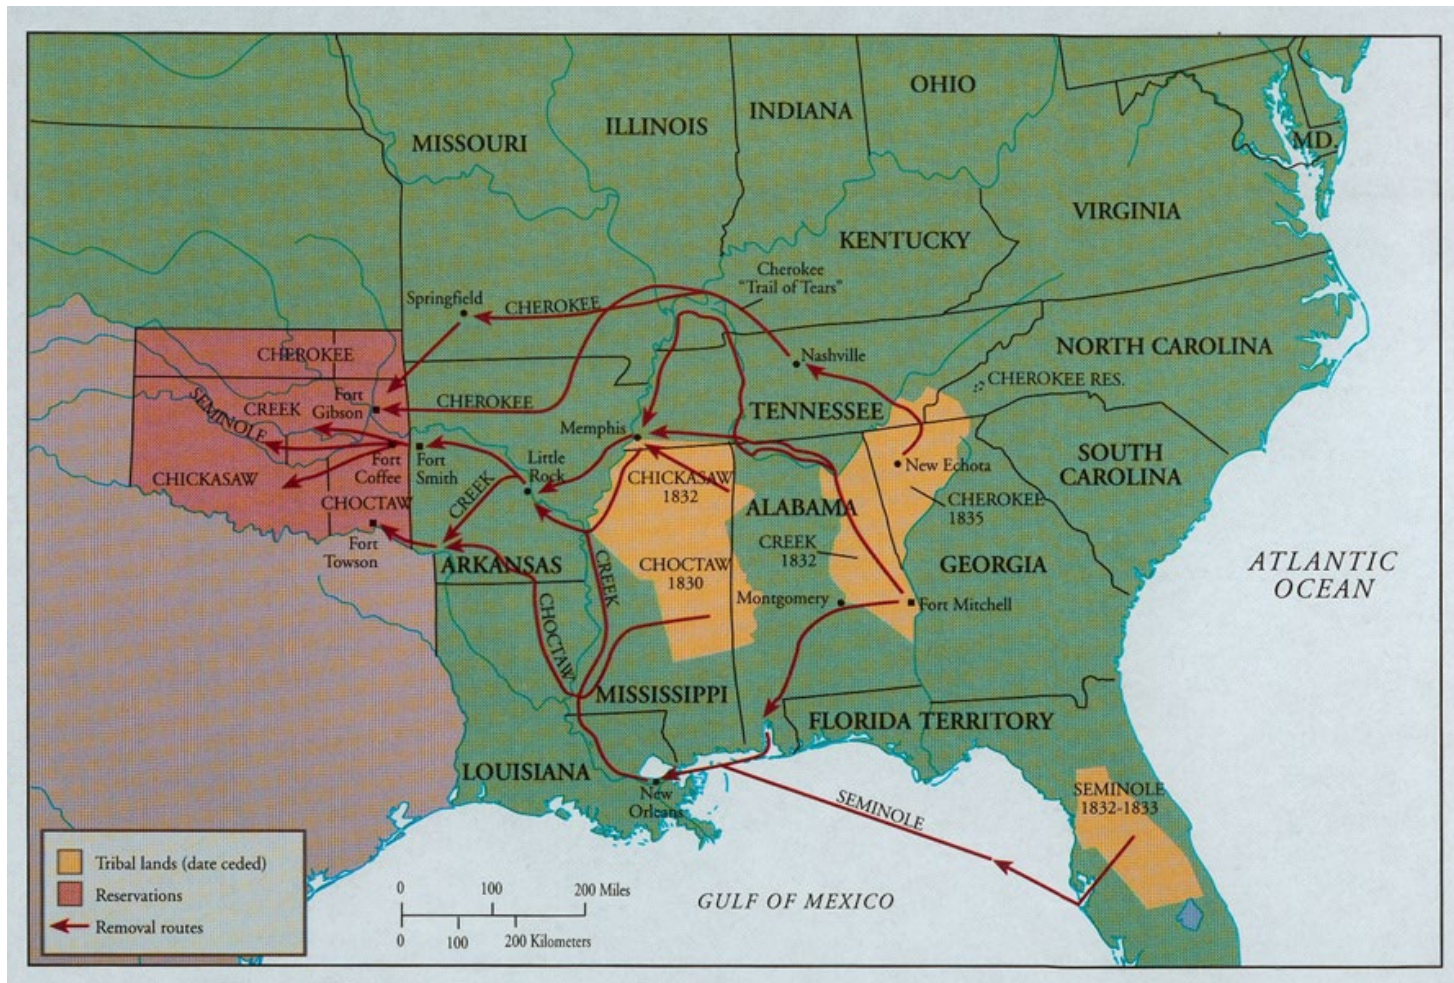 OHIO
INDIANA
ILLINOIS
MISSOURI
MD.
VIRGINIA
KENTUCKY
Cherokee
"Trail of Tears"
Springfield
CHEROKEE
CHEROKEE
Nashville
NORTH CAROLINA
CHEROKEE RES.
Fort
Gibson
CREEK
SEMINOLE
CHEROKEE
TENNESSEE
Memphis
SOUTH
CAROLINA
Little
Rock
Fort
Coffee
Fort
Smith
New Echota
CHICKASAW
CHICKASAW
1832
CREEK
CHOCTAW
ALABAMA
CHEROKEE
1835
Fort
Towson
ARKANSAS
CREEK
CHOCTAW
1830
CREEK
1832
GEORGIA
ATLANTIC
OCEAN
CHOCTAW
Montgomery
Fort Mitchell
MISSISSIPPI
FLORIDA TERRITORY
LOUISIANA
New
Orleans
SEMINOLE
SEMINOLE
1832-1833
GULF OF MEXICO
Tribal lands (date ceded)
Reservations
Removal routes
0 100 200 Miles
0 100 200 Kilometers